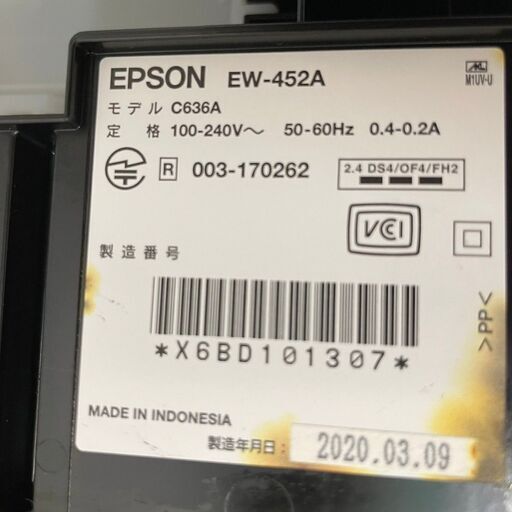 EPSON EW-452A
M1UV-U
モデル C636A
定 格 100-240V～ 50-60Hz 0.4-0.2A
R 003-170262
2.4 DS4/OF4/FH2
VCI
製造番号
>PP<
*X6BD101307*
MADE IN INDONESIA
製造年月日： 2020.03.09